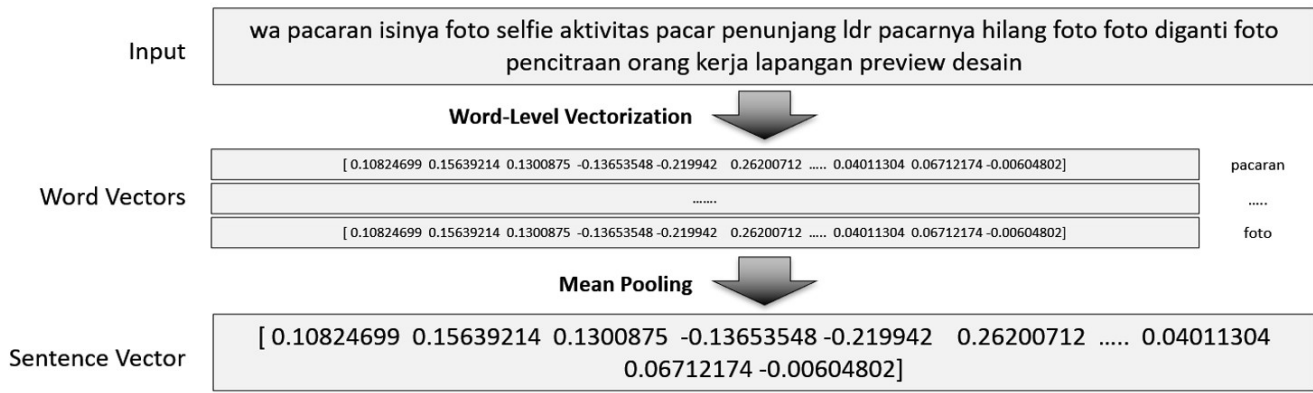 Input
wa pacaran isinya foto selfie aktivitas pacar penunjang ldr pacarnya hilang foto foto diganti foto
pencitraan orang kerja lapangan preview desain
Word-Level Vectorization
Word Vectors
[ 0.10824699 0.15639214 0.1300875 -0.13653548 -0.219942 0.26200712 ..... 0.04011304 0.06712174 -0.00604802] pacaran
....... .....
[ 0.10824699 0.15639214 0.1300875 -0.13653548 -0.219942 0.26200712 ..... 0.04011304 0.06712174 -0.00604802] foto
Mean Pooling
Sentence Vector
[ 0.10824699 0.15639214 0.1300875 -0.13653548 -0.219942 0.26200712 ..... 0.04011304
0.06712174 -0.00604802]